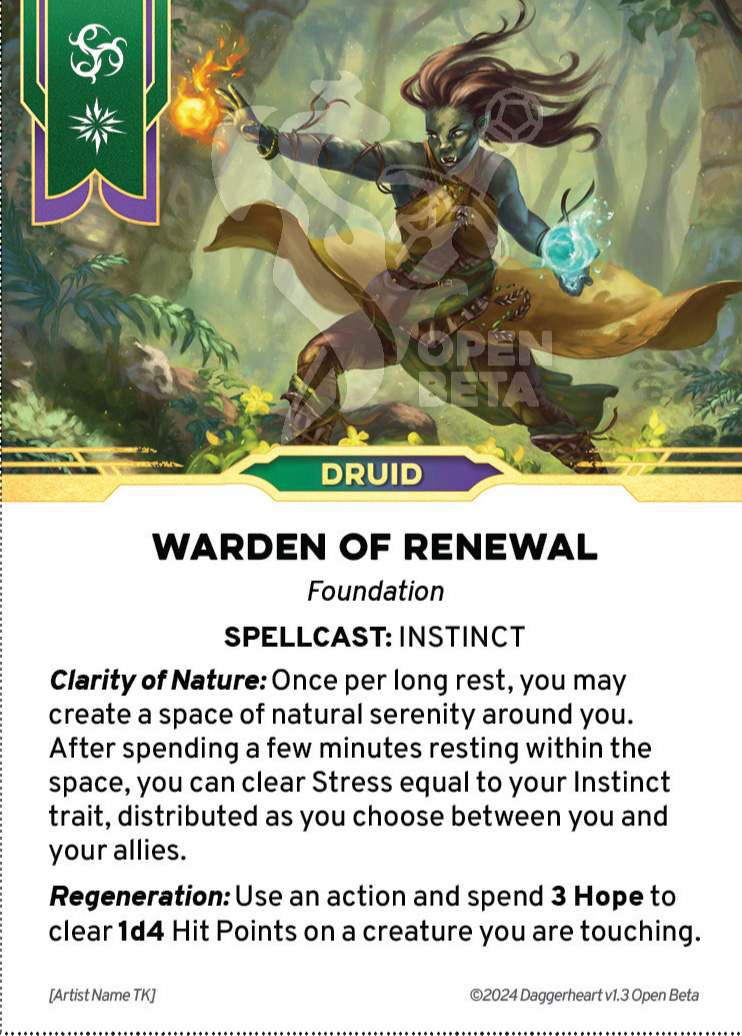 OPEN
BETA
DRUID
WARDEN OF RENEWAL
Foundation
SPELLCAST: INSTINCT
Clarity of Nature: Once per long rest, you may
create a space of natural serenity around you.
After spending a few minutes resting within the
space, you can clear Stress equal to your Instinct
trait, distributed as you choose between you and
your allies.
Regeneration: Use an action and spend 3 Hope to
clear 1d4 Hit Points on a creature you are touching.
[Artist Name TK]
©2024 Daggerheart v1.3 Open Beta